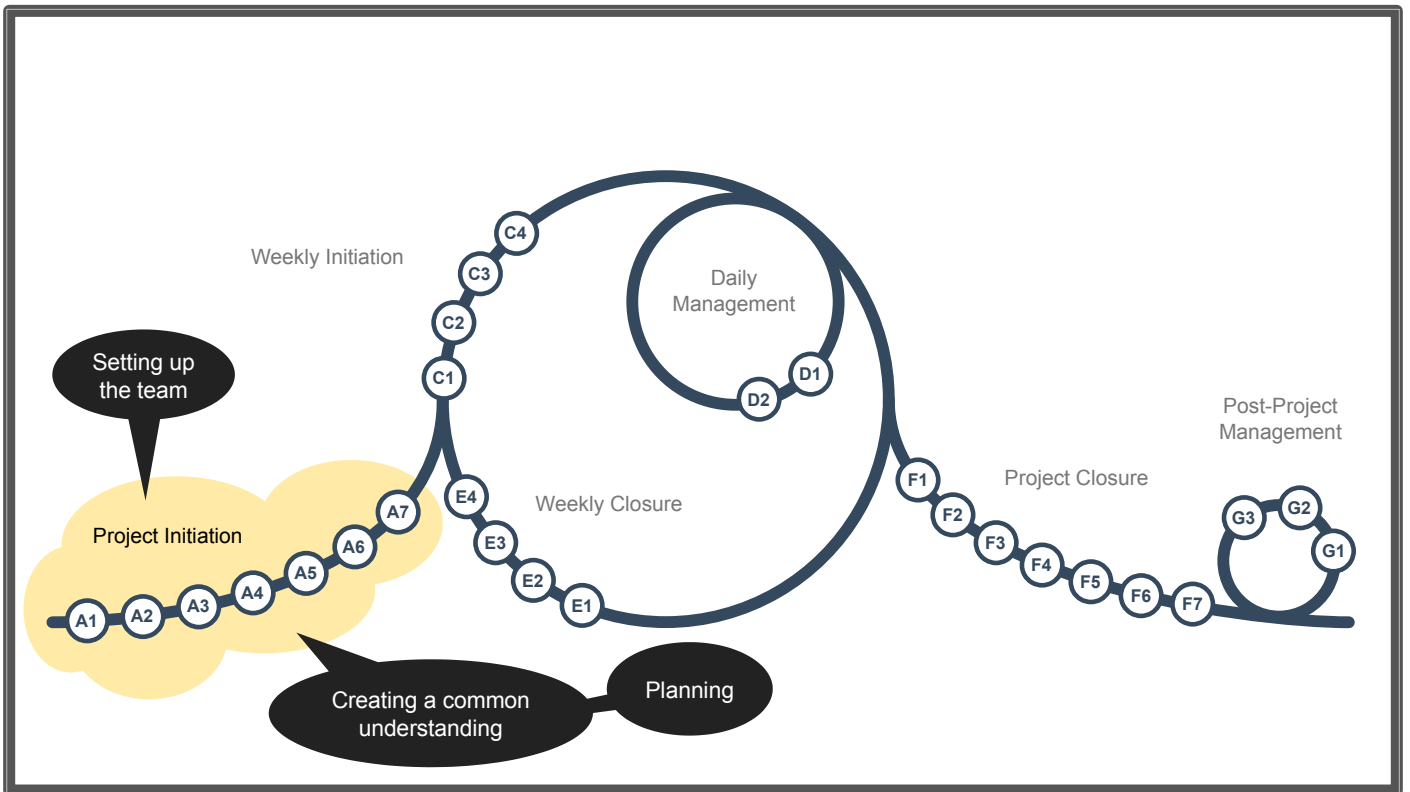 Weekly Initiation
C4
C3
C2
C1
Daily
Management
D1
D2
Setting up
the team
Project Initiation
A1
A2
A3
A4
A5
A6
A7
Weekly Closure
E4
E3
E2
E1
Creating a common
understanding
Planning
Project Closure
F1
F2
F3
F4
F5
F6
F7
Post-Project
Management
G3
G2
G1